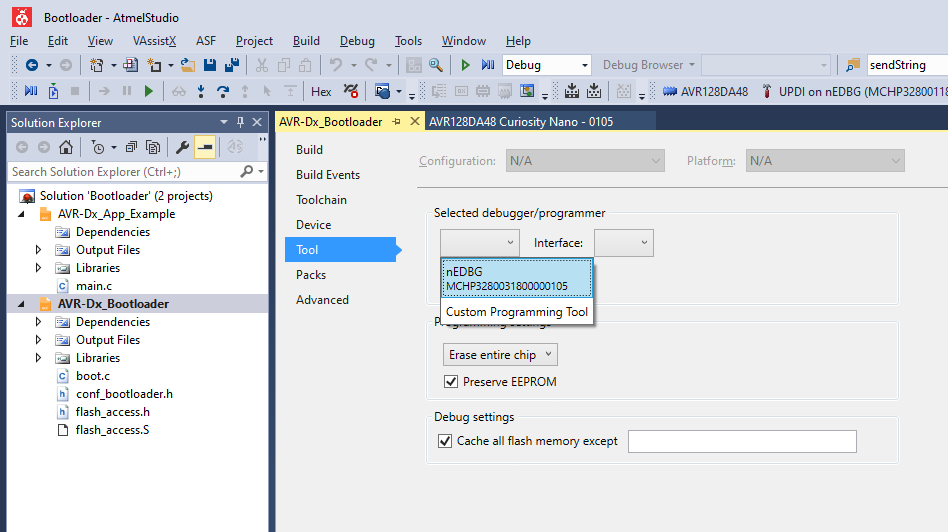 Bootloader - AtmelStudio
File Edit View VAssistX ASF Project Build Debug Tools Window Help
Debug Debug Browser sendString
Hex AVR128DA48 UPDI on nEDBG (MCHP32800118
Solution Explorer
Search Solution Explorer (Ctrl+;)
Solution 'Bootloader' (2 projects)
AVR-Dx_App_Example
Dependencies
Output Files
Libraries
main.c
AVR-Dx_Bootloader
Dependencies
Output Files
Libraries
boot.c
conf_bootloader.h
flash_access.h
flash_access.S
AVR-Dx_Bootloader AVR128DA48 Curiosity Nano - 0105
Build
Build Events
Toolchain
Device
Tool
Packs
Advanced
Configuration: N/A Platform: N/A
Selected debugger/programmer
Interface:
nEDBG
MCHP3280031800000105
Custom Programming Tool
Programming settings
Erase entire chip
Preserve EEPROM
Debug settings
Cache all flash memory except